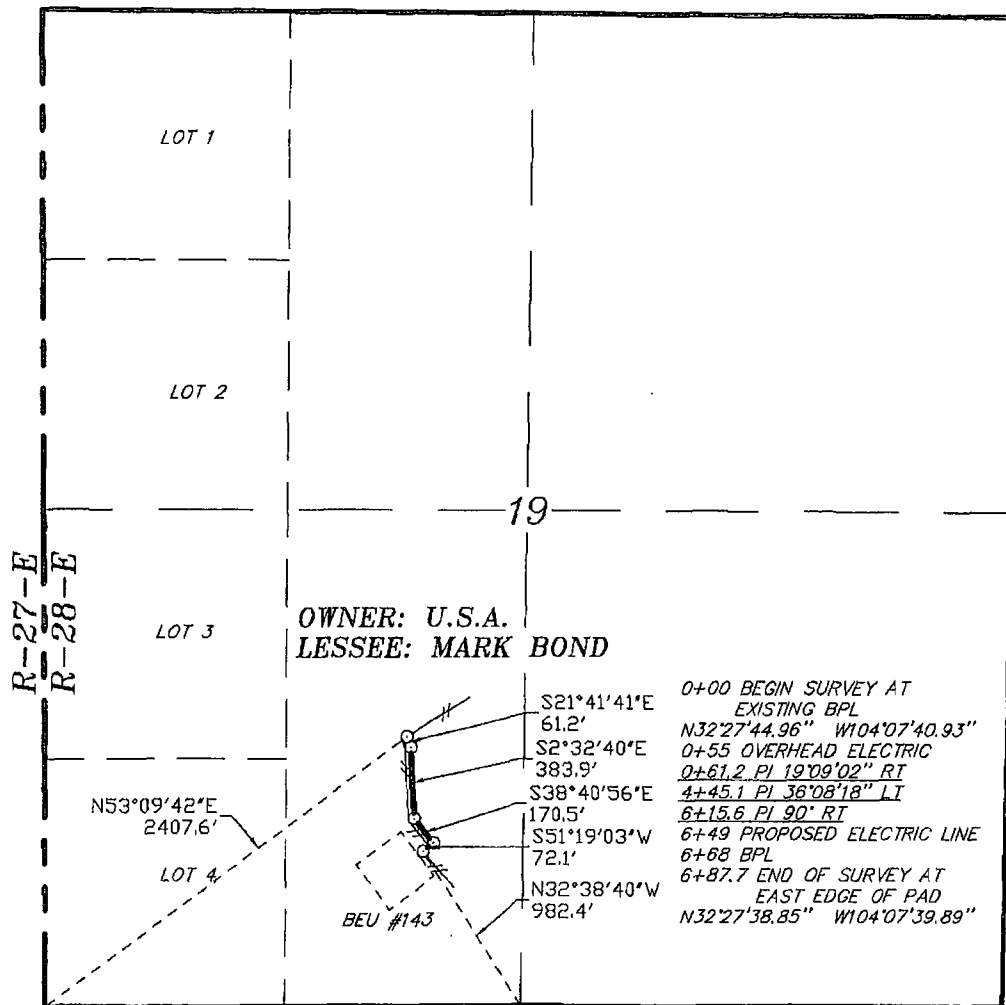 LOT 1
LOT 2
19
R-27-E
R-28-E
LOT 3
OWNER: U.S.A.
LESSEE: MARK BOND
S21°41'41"E
61.2'
S2°32'40"E
383.9'
S38°40'56"E
170.5'
S51°19'03"W
72.1'
N32°38'40"W
982.4'
N53°09'42"E
2407.6'
LOT 4
BEU #143
0+00 BEGIN SURVEY AT
EXISTING BPL
N32°27'44.96" W104°07'40.93"
0+55 OVERHEAD ELECTRIC
0+61.2 PI 19°09'02" RT
4+45.1 PI 36°08'18" LT
6+15.6 PI 90° RT
6+49 PROPOSED ELECTRIC LINE
6+68 BPL
6+87.7 END OF SURVEY AT
EAST EDGE OF PAD
N32°27'38.85" W104°07'39.89"